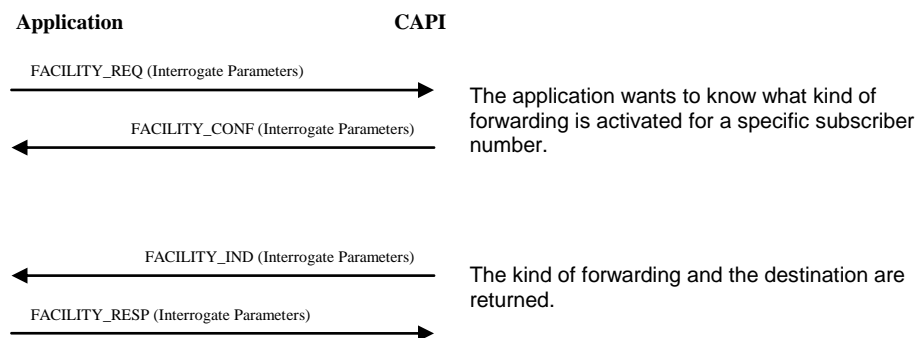 Application CAPI
FACILITY_REQ (Interrogate Parameters)
The application wants to know what kind of
forwarding is activated for a specific subscriber
number.
FACILITY_CONF (Interrogate Parameters)
FACILITY_IND (Interrogate Parameters)
The kind of forwarding and the destination are
returned.
FACILITY_RESP (Interrogate Parameters)